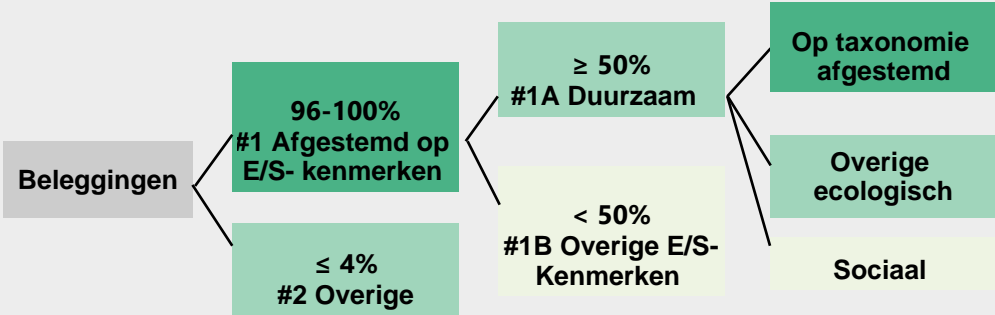 Beleggingen
96-100%
#1 Afgestemd op
E/S- kenmerken
≤ 4%
#2 Overige
≥ 50%
#1A Duurzaam
< 50%
#1B Overige E/S-
Kenmerken
Op taxonomie
afgestemd
Overige
ecologisch
Sociaal